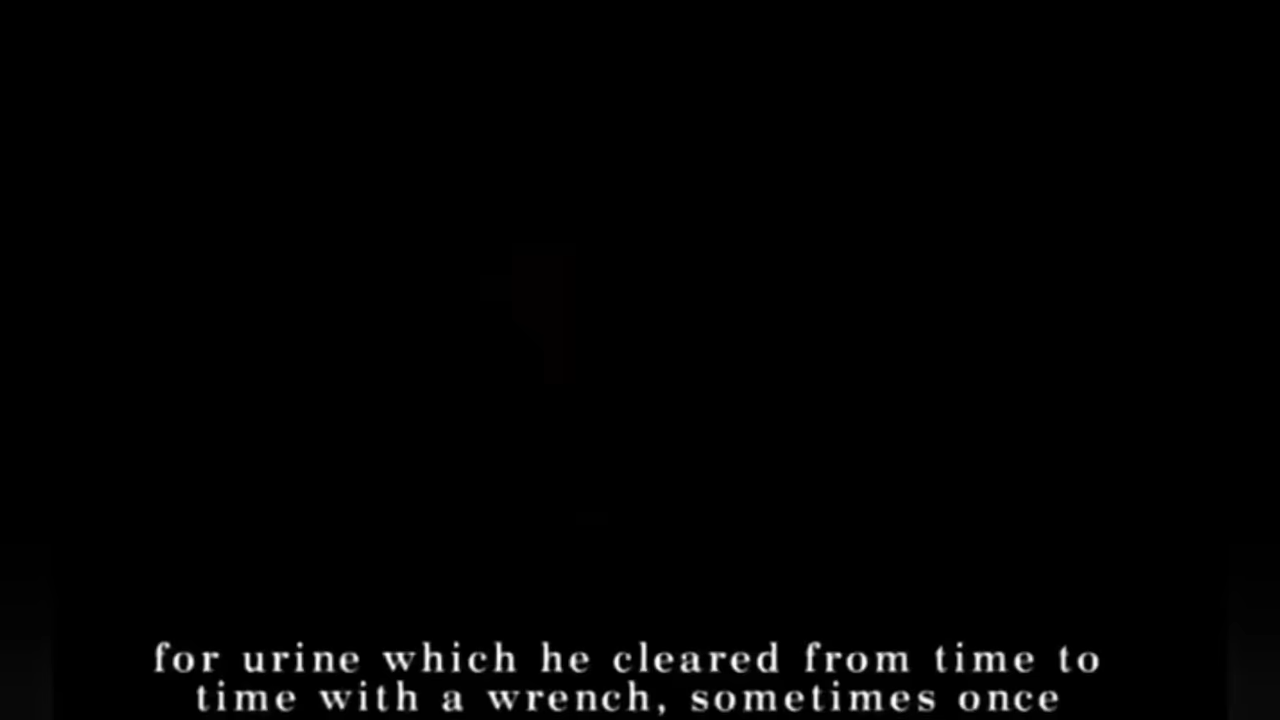 for urine which he cleared from time to
time with a wrench, sometimes once